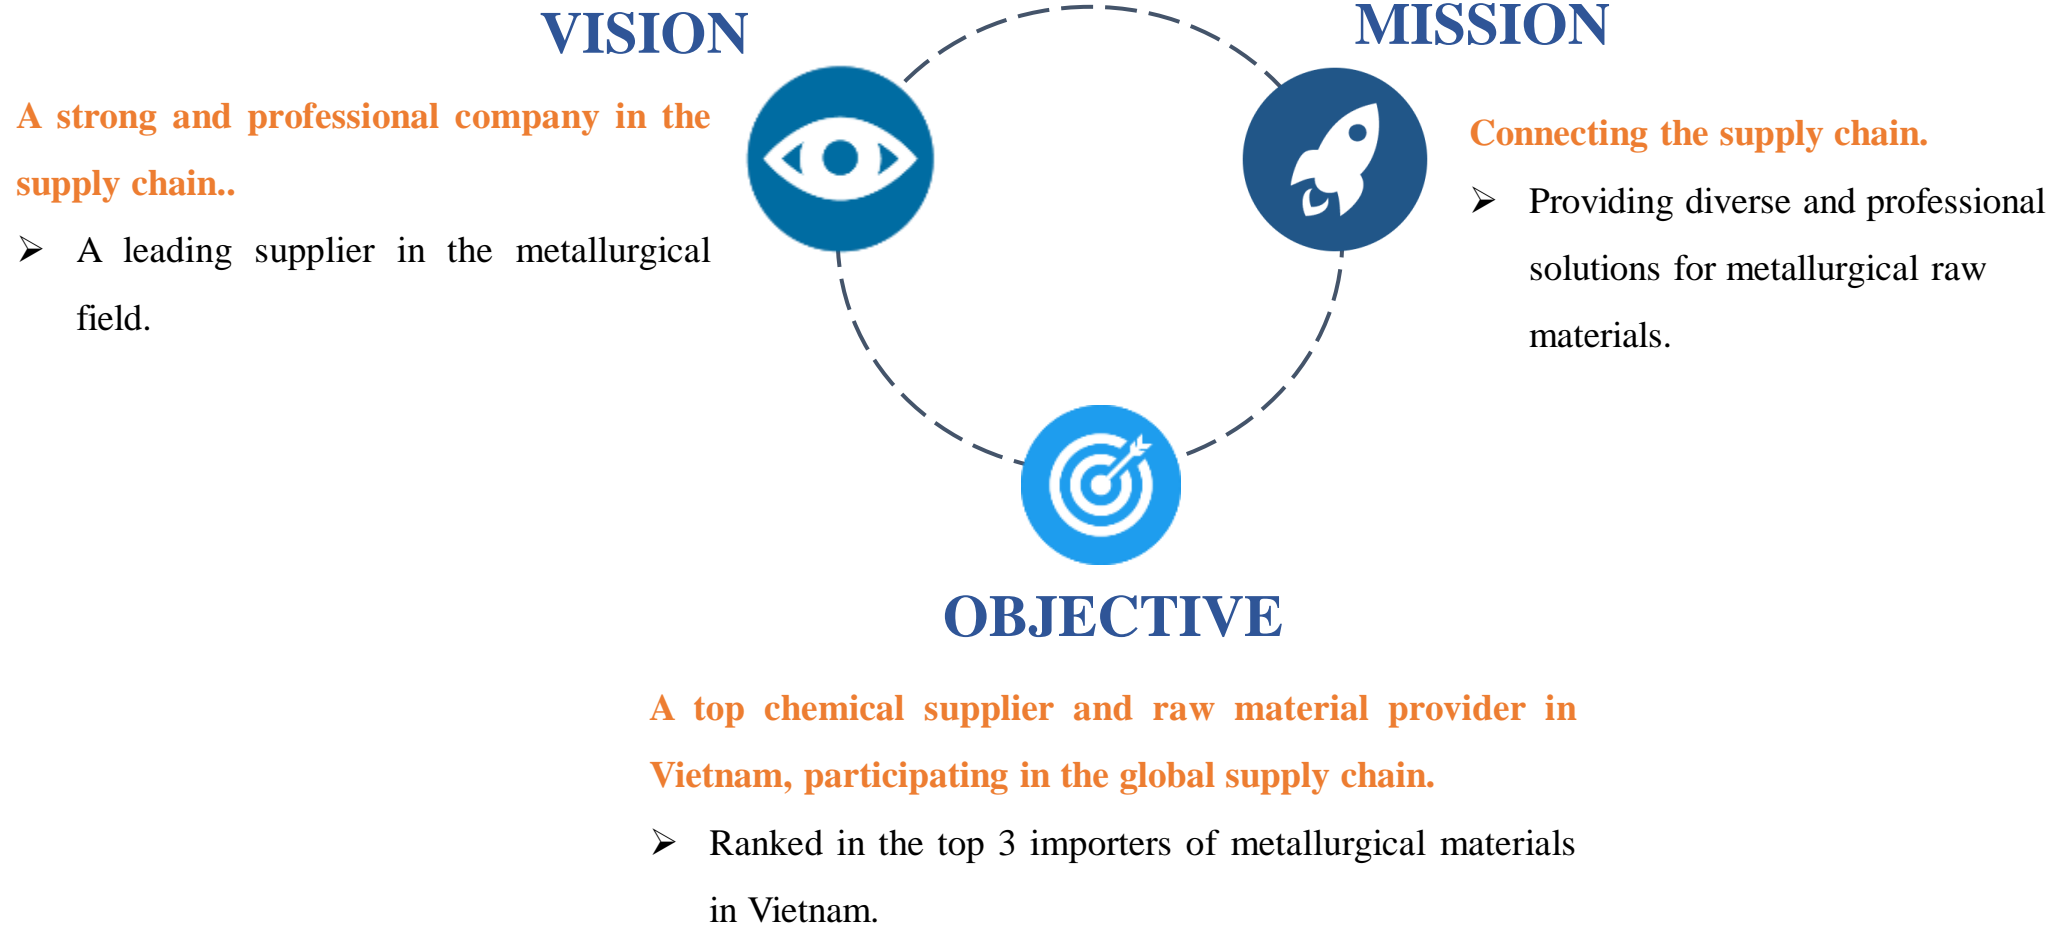 VISION
A strong and professional company in the
supply chain..
➢ A leading supplier in the metallurgical
field.
MISSION
Connecting the supply chain.
➢ Providing diverse and professional
solutions for metallurgical raw
materials.
OBJECTIVE
A top chemical supplier and raw material provider in
Vietnam, participating in the global supply chain.
➢ Ranked in the top 3 importers of metallurgical materials
in Vietnam.